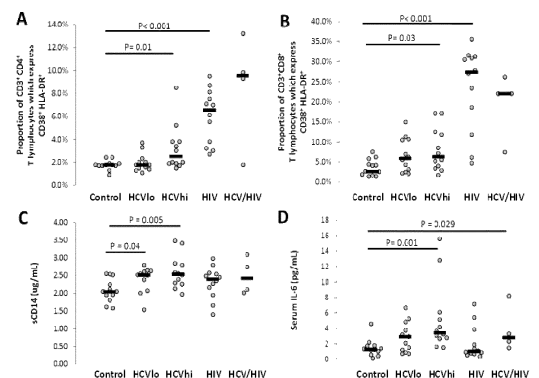 A
P< 0.001
P = 0.01
14.0%
12.0%
10.0%
8.0%
6.0%
4.0%
2.0%
0.0%
Proportion of CD3⁺ CD4⁺
T lymphocytes which express
CD38⁺ HLA-DR⁺
Control HCVlo HCVhi HIV HCV/HIV
B
P <0.001
P = 0.03
40.0%
35.0%
30.0%
25.0%
20.0%
15.0%
10.0%
5.0%
0.0%
Proportion of CD3⁺CD8⁺
T lymphocytes which express
CD38⁺ HLA-DR⁺
Control HCVlo HCVhi HIV HCV/HIV
C
P = 0.005
P = 0.04
4.00
3.50
3.00
2.50
2.00
1.50
1.00
0.50
0.00
sCD14 (ug/mL)
Control HCVlo HCVhi HIV HCV/HIV
D
P = 0.029
P =0.001
16
14
12
10
8
6
4
2
0
Serum IL-6 (pg/mL)
Control HCVlo HCVhi HIV HCV/HIV